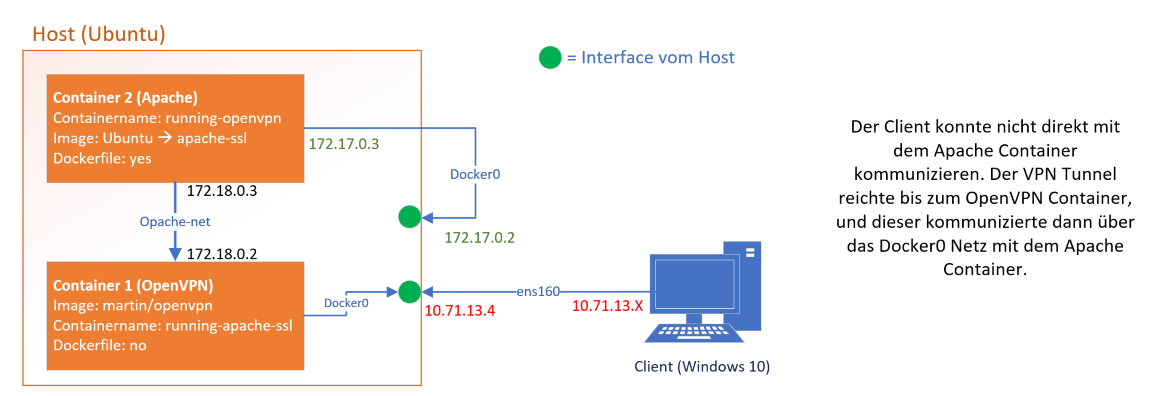 Host (Ubuntu)
= Interface vom Host
Container 2 (Apache)
Containername: running-openvpn
Image: Ubuntu → apache-ssl
Dockerfile: yes
172.17.0.3
Docker0
172.18.0.3
Opache-net
172.18.0.2
172.17.0.2
Container 1 (OpenVPN)
Image: martin/openvpn
Containername: running-apache-ssl
Dockerfile: no
Docker0
10.71.13.4
ens160
10.71.13.X
Client (Windows 10)
Der Client konnte nicht direkt mit
dem Apache Container
kommunizieren. Der VPN Tunnel
reichte bis zum OpenVPN Container,
und dieser kommunizierte dann über
das Docker0 Netz mit dem Apache
Container.